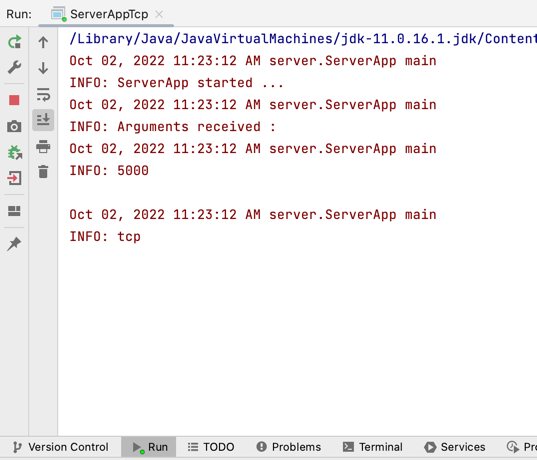 Run: ServerAppTcp
/Library/Java/JavaVirtualMachines/jdk-11.0.16.1.jdk/Content
Oct 02, 2022 11:23:12 AM server.ServerApp main
INFO: ServerApp started ...
Oct 02, 2022 11:23:12 AM server.ServerApp main
INFO: Arguments received :
Oct 02, 2022 11:23:12 AM server.ServerApp main
INFO: 5000
Oct 02, 2022 11:23:12 AM server.ServerApp main
INFO: tcp
Version Control Run TODO Problems Terminal Services Pr